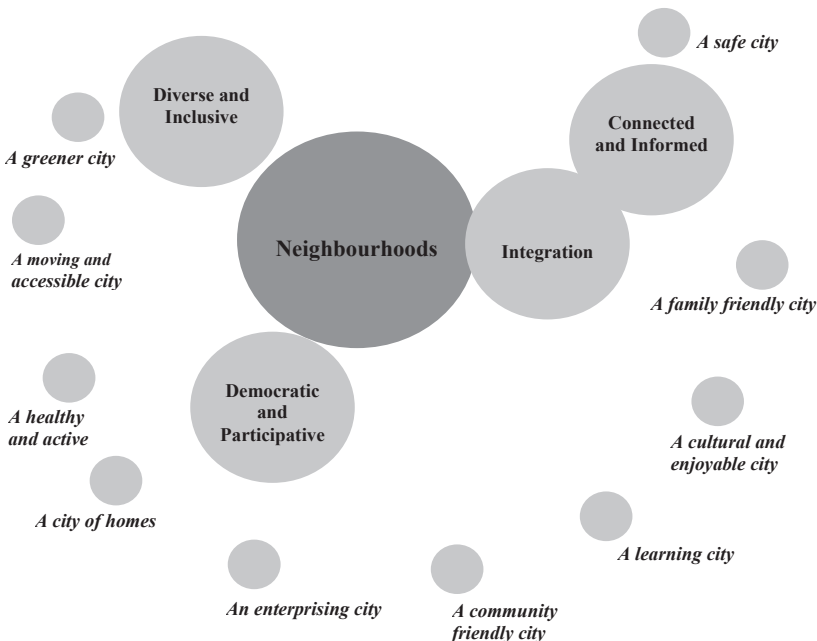 A safe city
Diverse and
Inclusive
Connected
and Informed
A greener city
Neighbourhoods
Integration
A moving and
accessible city
A family friendly city
Democratic
and
Participative
A healthy
and active
A cultural and
enjoyable city
A city of homes
A learning city
An enterprising city
A community
friendly city